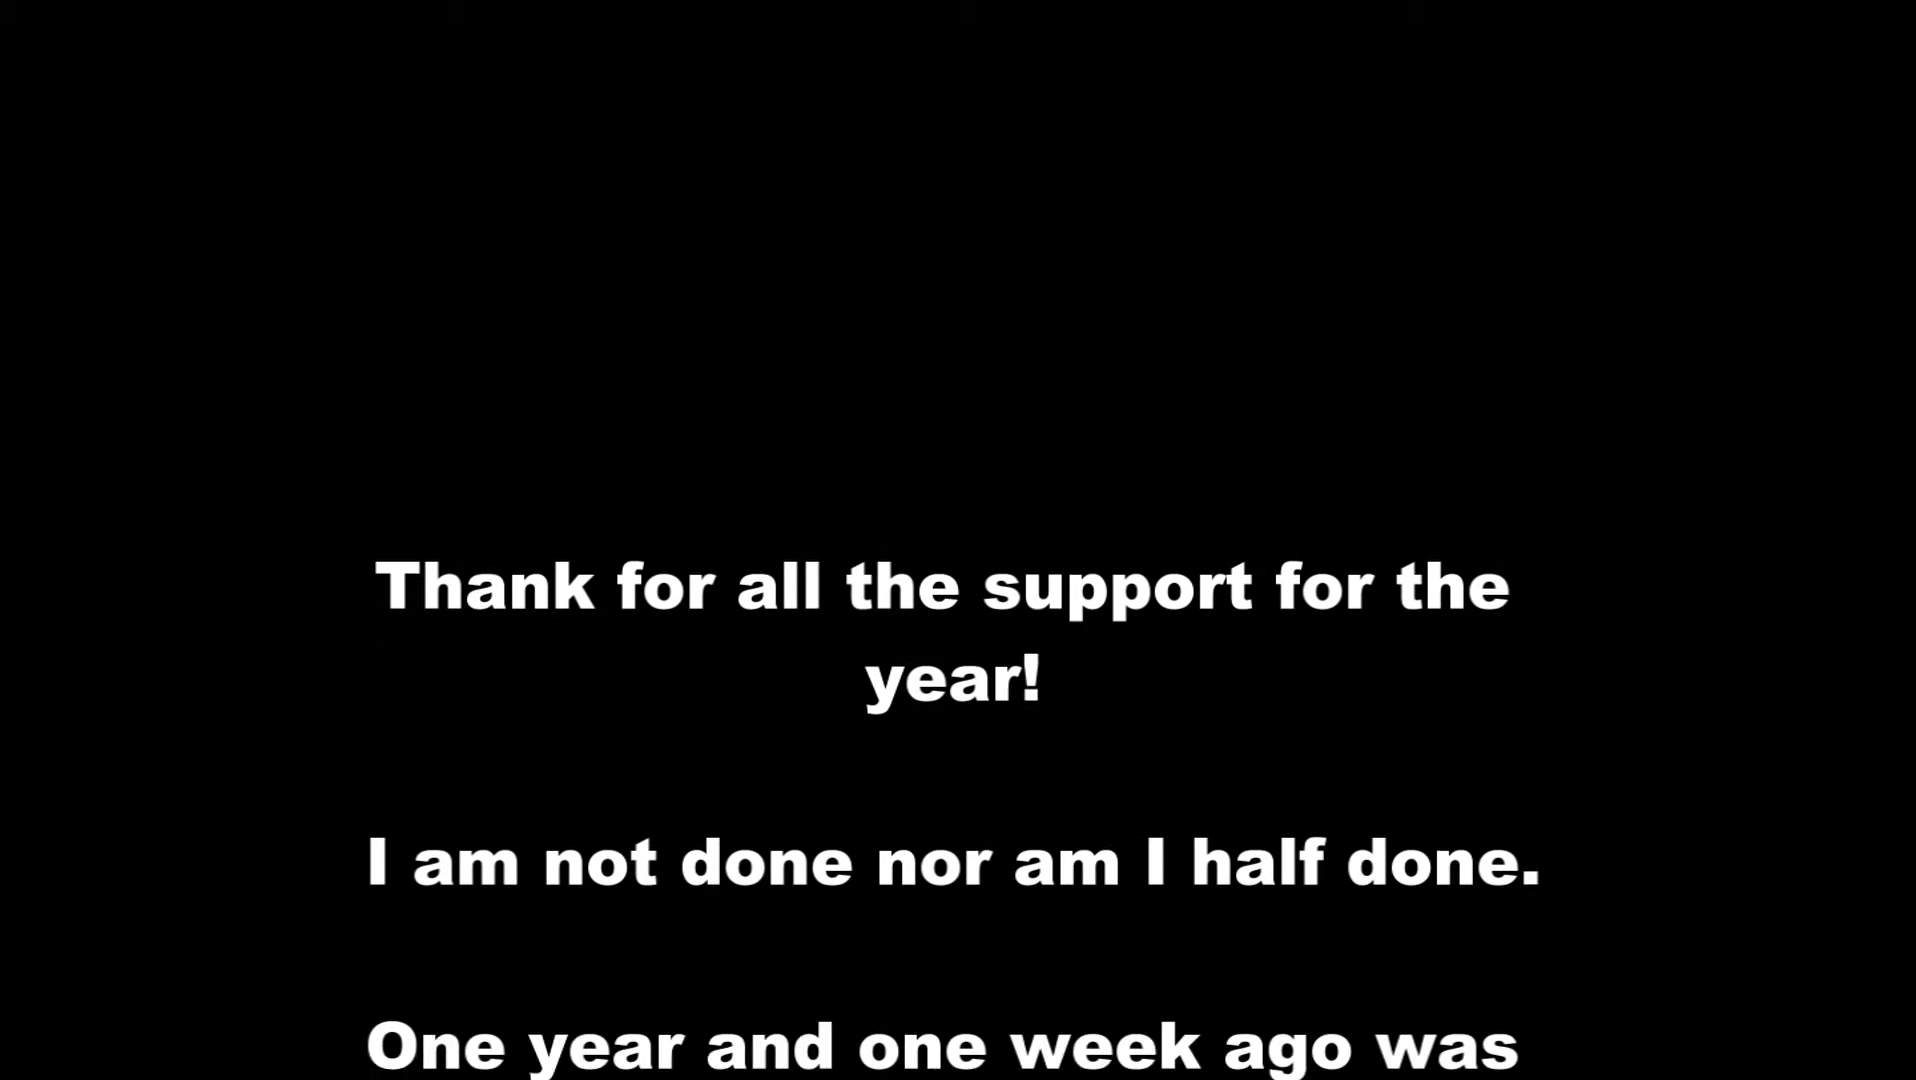 Thank for all the support for the
year!
I am not done nor am I half done.
One year and one week ago was